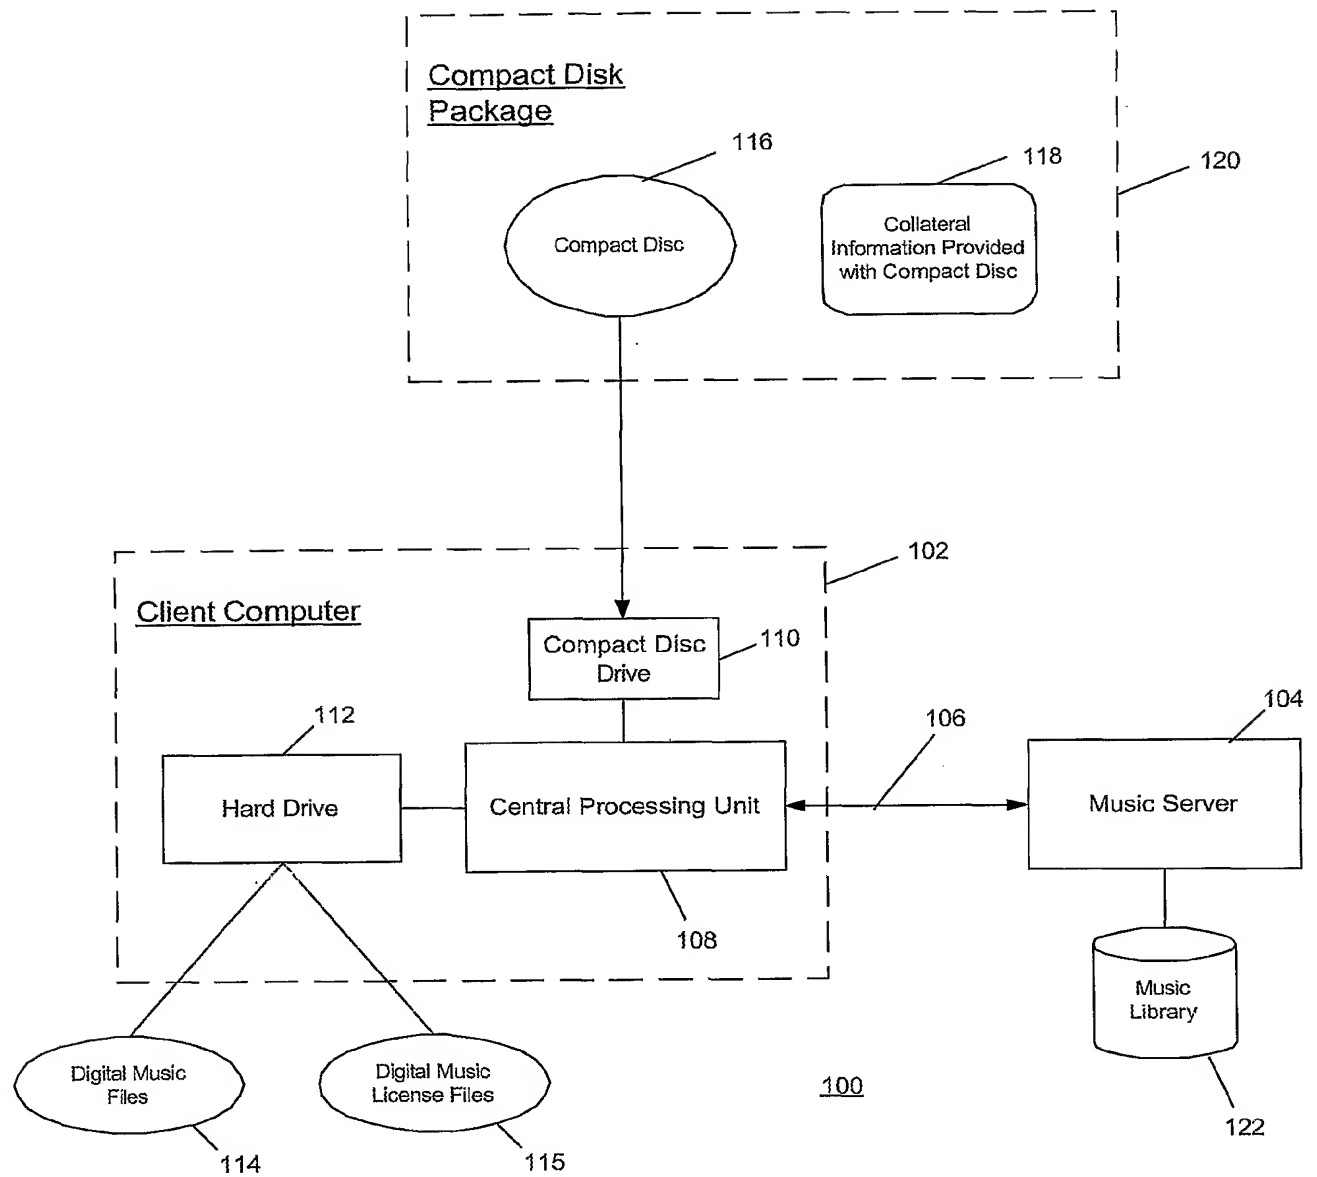 Compact Disk
Package
116
118
120
Compact Disc
Collateral
Information Provided
with Compact Disc
102
Client Computer
Compact Disc
Drive
110
112
106
104
Hard Drive
Central Processing Unit
Music Server
108
Music
Library
Digital Music
Files
Digital Music
License Files
100
122
114
115